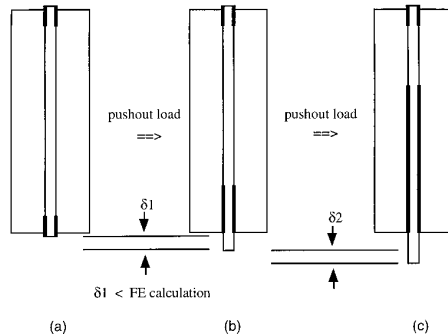 pushout load
==>
pushout load
==>
δ1
δ2
δ1 < FE calculation
(a)
(b)
(c)